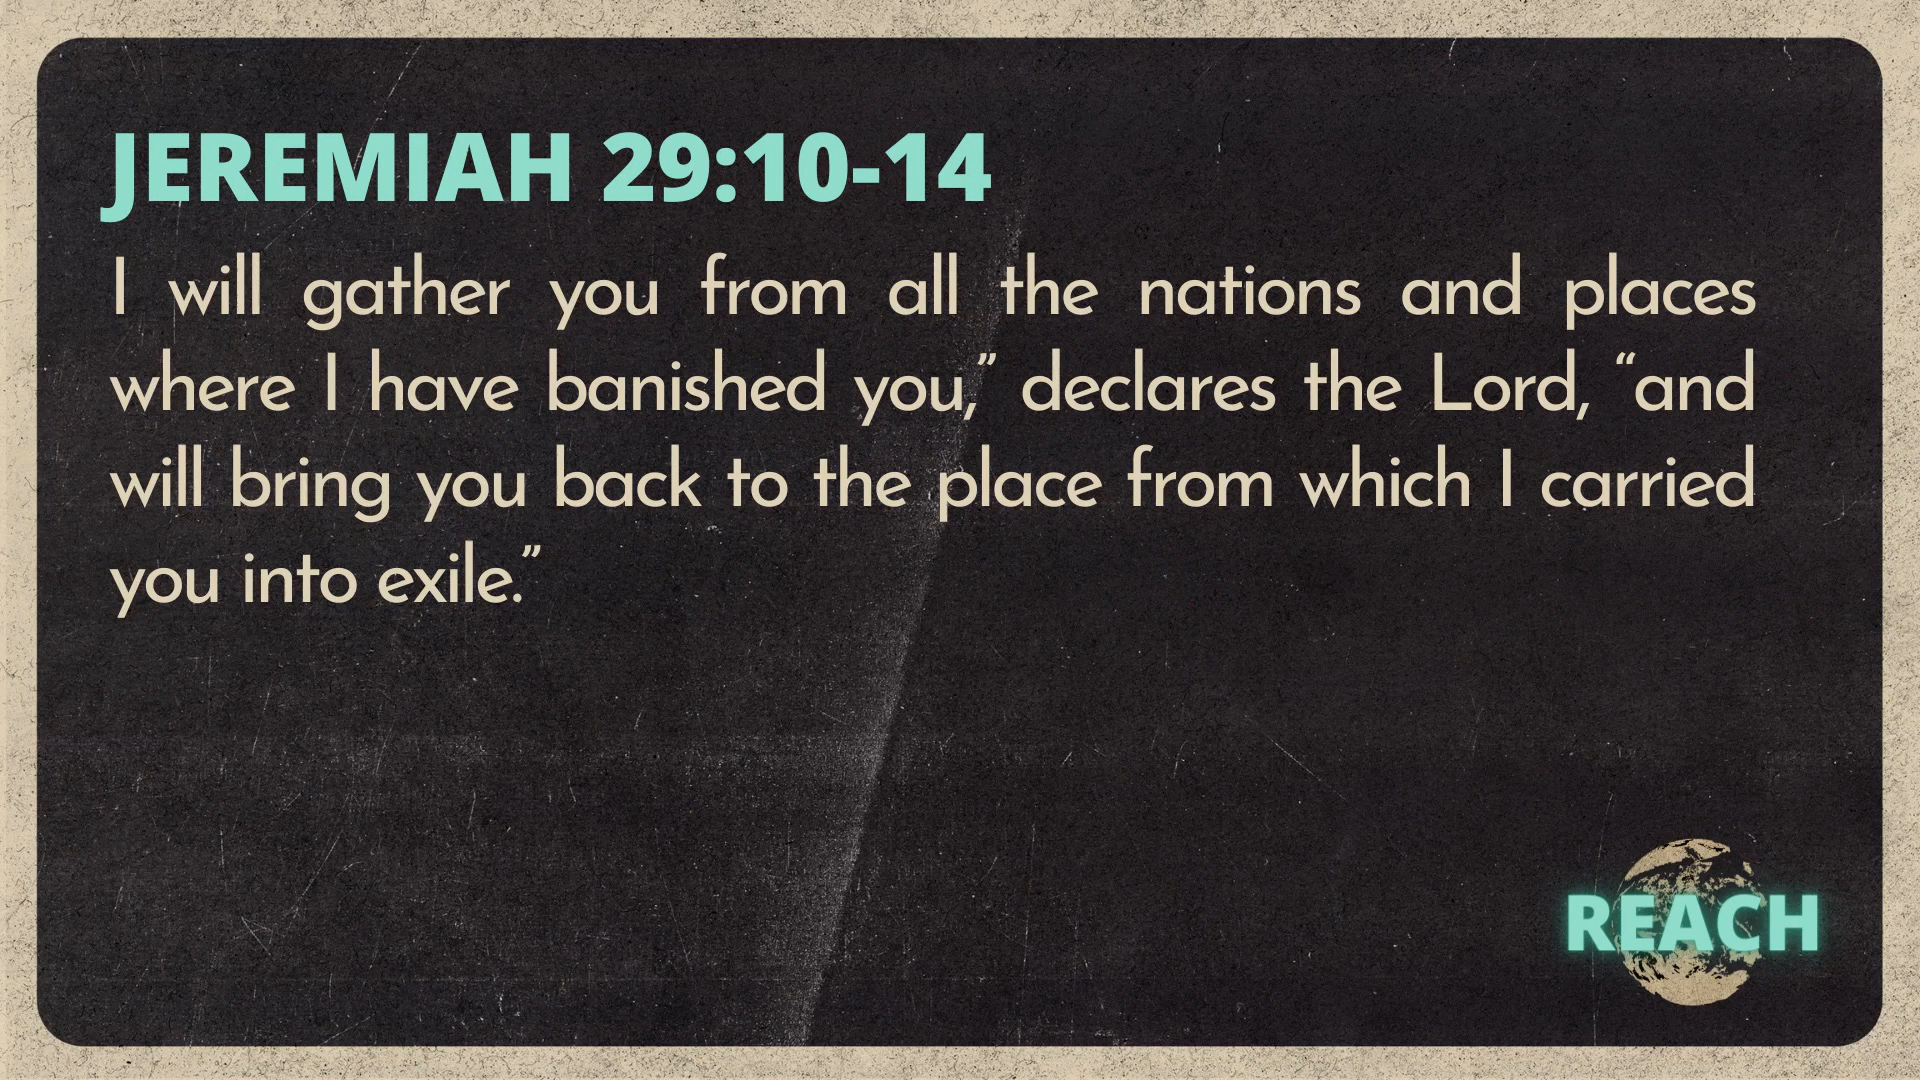 JEREMIAH 29:10-14
I will gather you from all the nations and places
where I have banished you,” declares the Lord, “and
will bring you back to the place from which I carried
you into exile.”
REACH